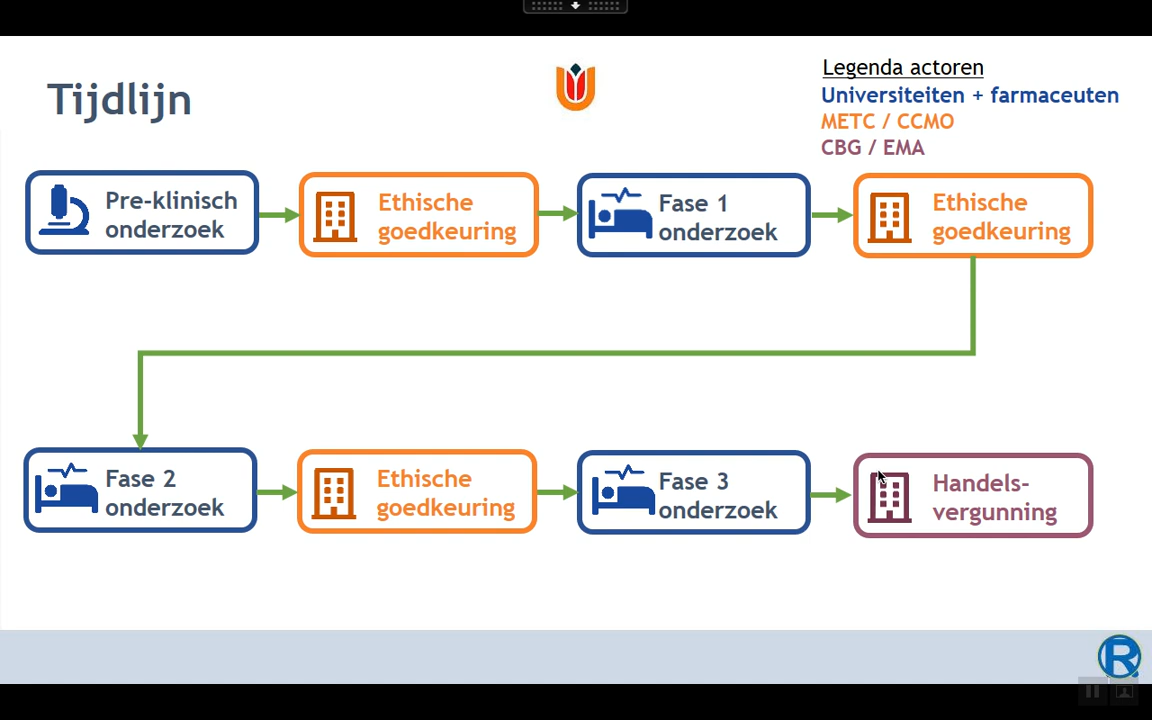 Tijdlijn
Legenda actoren
Universiteiten + farmaceuten
METC / CCMO
CBG / EMA
Pre-klinisch
onderzoek
Ethische
goedkeuring
Fase 1
onderzoek
Ethische
goedkeuring
Fase 2
onderzoek
Ethische
goedkeuring
Fase 3
onderzoek
Handels-
vergunning
R